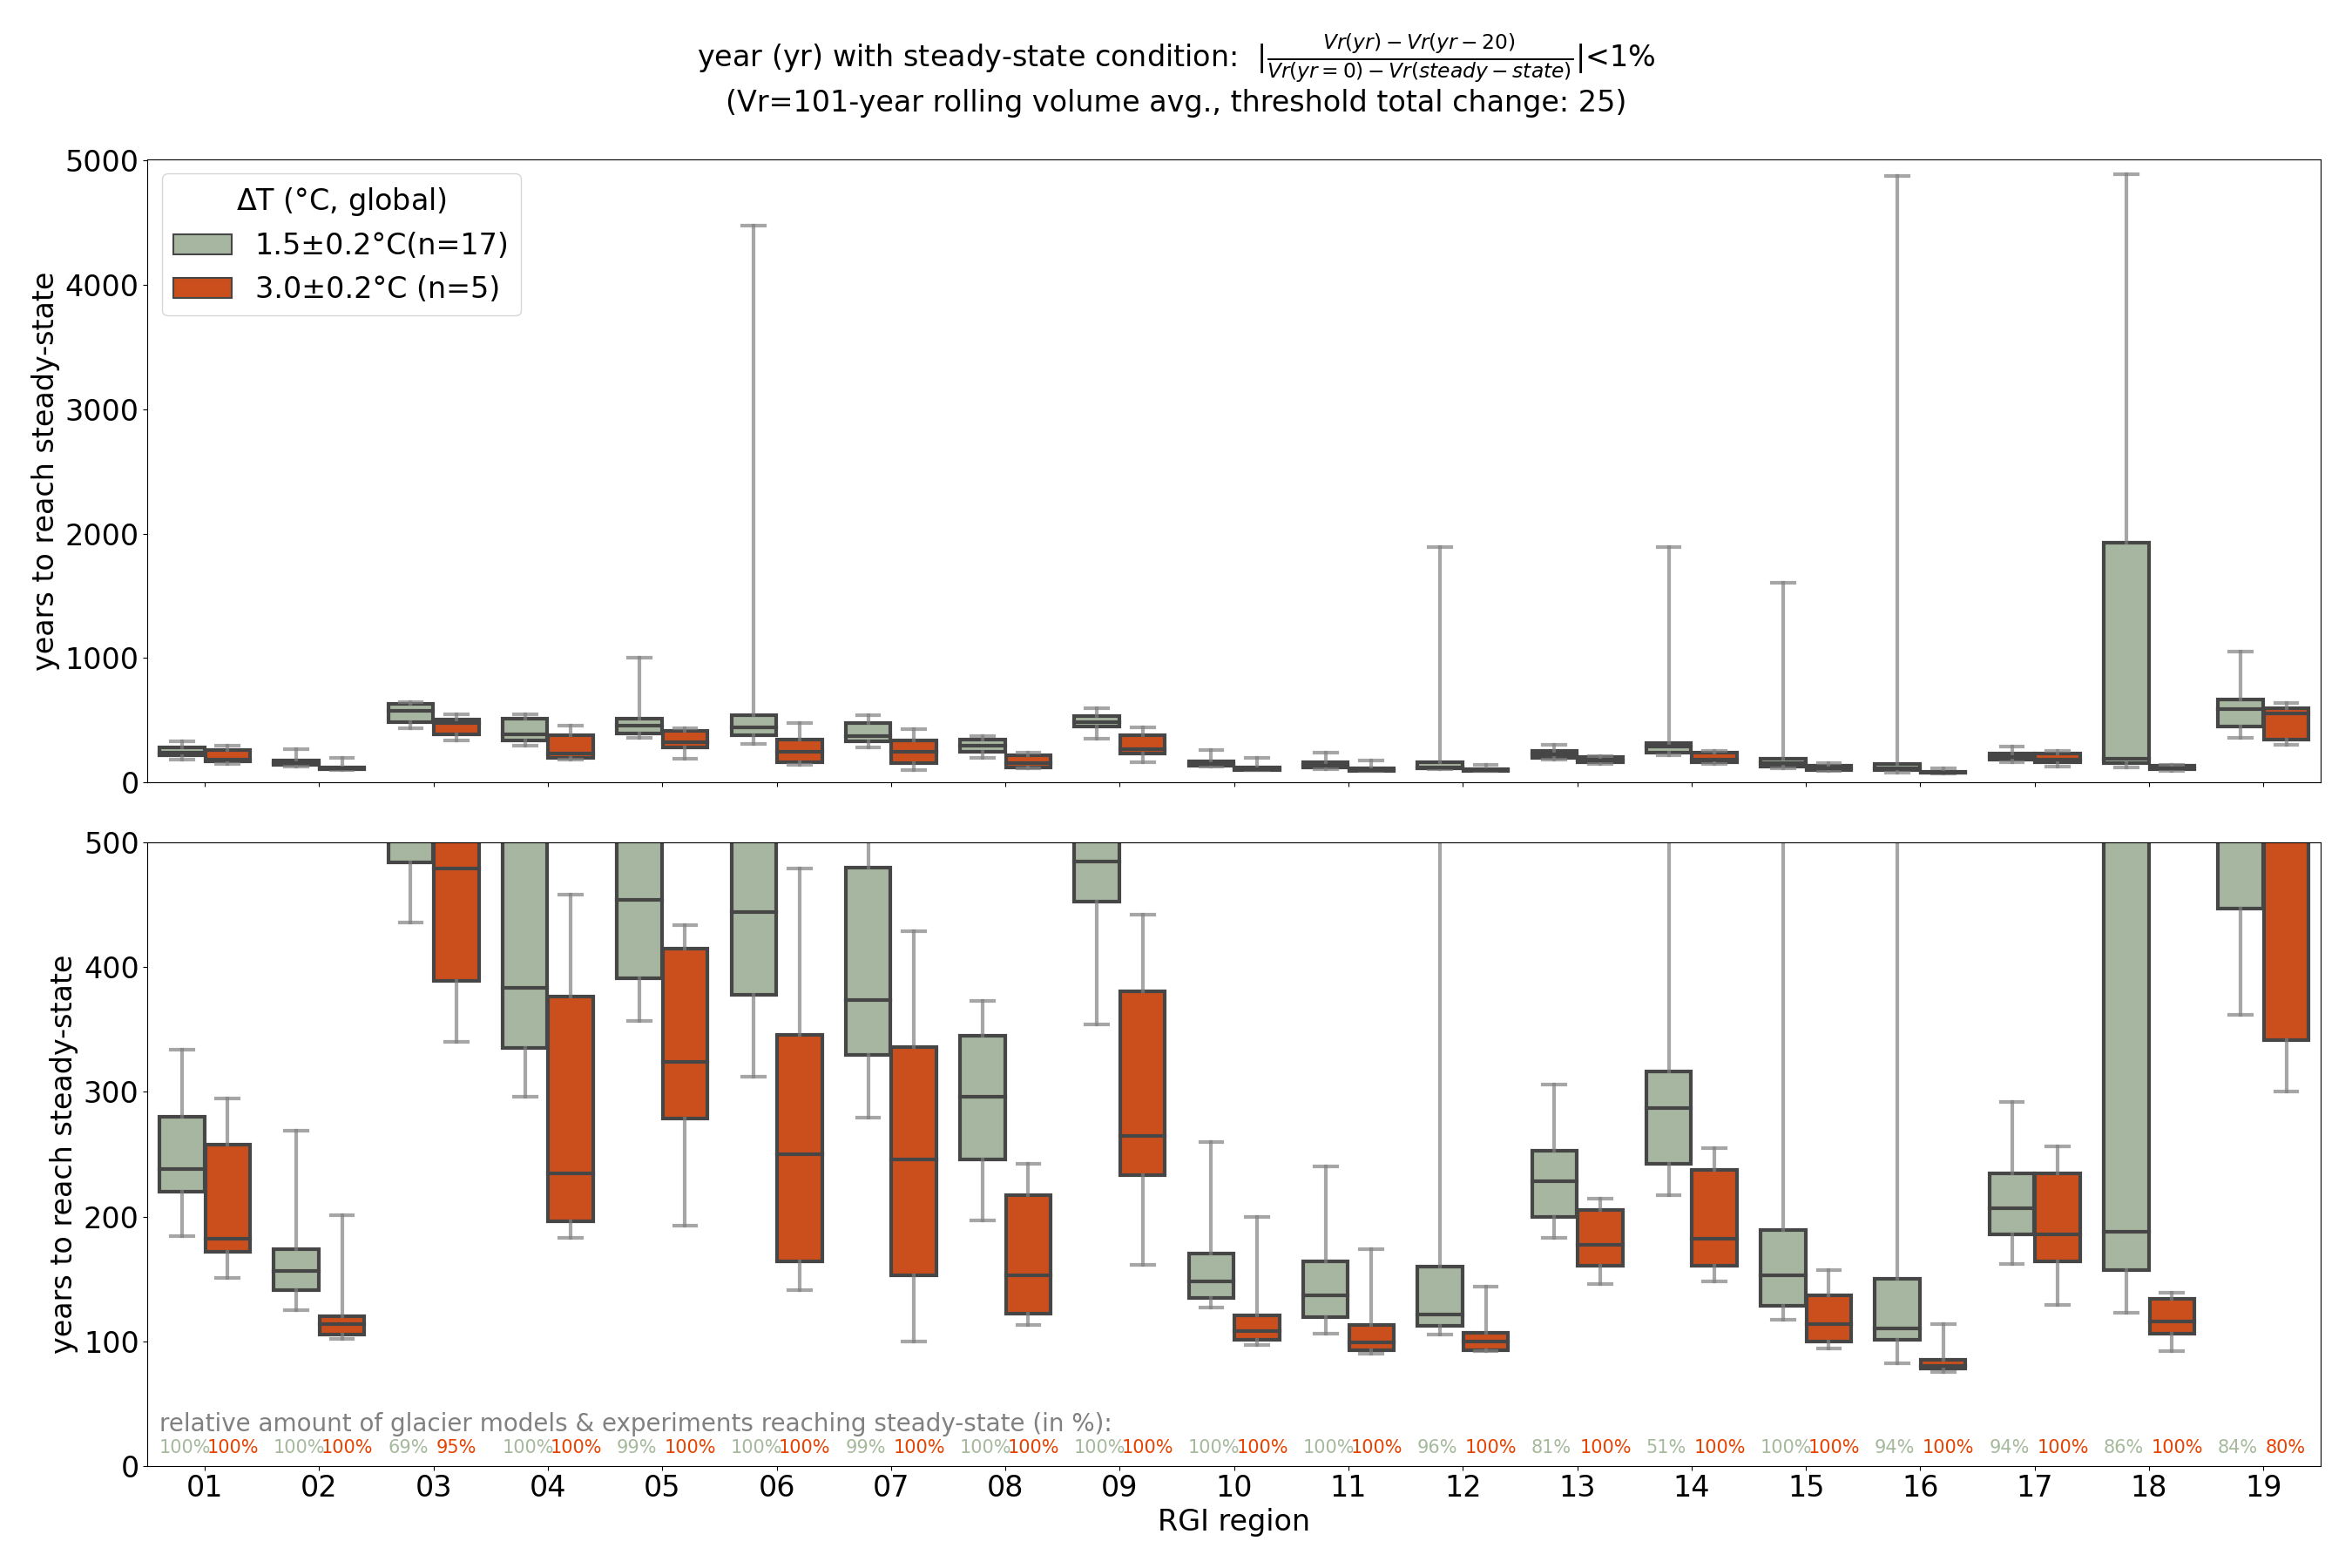 year (yr) with steady-state condition: |Vr(yr) − Vr(yr − 20) / Vr(yr = 0) − Vr(steady − state)|<1%
(Vr=101-year rolling volume avg., threshold total change: 25)
5000
4000
3000
2000
1000
0
years to reach steady-state
ΔT (°C, global)
1.5±0.2°C(n=17)
3.0±0.2°C (n=5)
500
400
300
200
100
0
years to reach steady-state
relative amount of glacier models & experiments reaching steady-state (in %):
100% 100% 100% 100% 69% 95% 100% 100% 99% 100% 100% 100% 99% 100% 100% 100% 100% 100% 100% 100% 100% 100% 96% 100% 81% 100% 51% 100% 100% 100% 94% 100% 94% 100% 86% 100% 84% 80%
01 02 03 04 05 06 07 08 09 10 11 12 13 14 15 16 17 18 19
RGI region